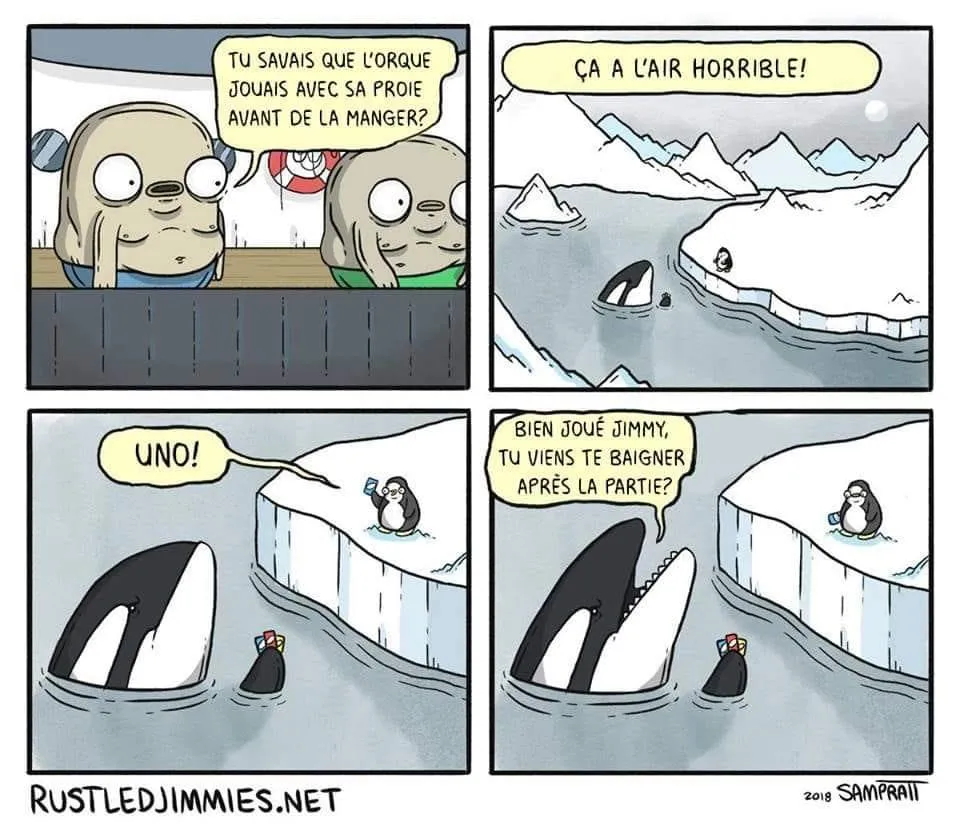 TU SAVAIS QUE L'ORQUE
JOUAIS AVEC SA PROIE
AVANT DE LA MANGER?
ÇA A L'AIR HORRIBLE!
UNO!
BIEN JOUÉ JIMMY,
TU VIENS TE BAIGNER
APRÈS LA PARTIE?
RUSTLEDJIMMIES.NET
2018 SAMPRATT